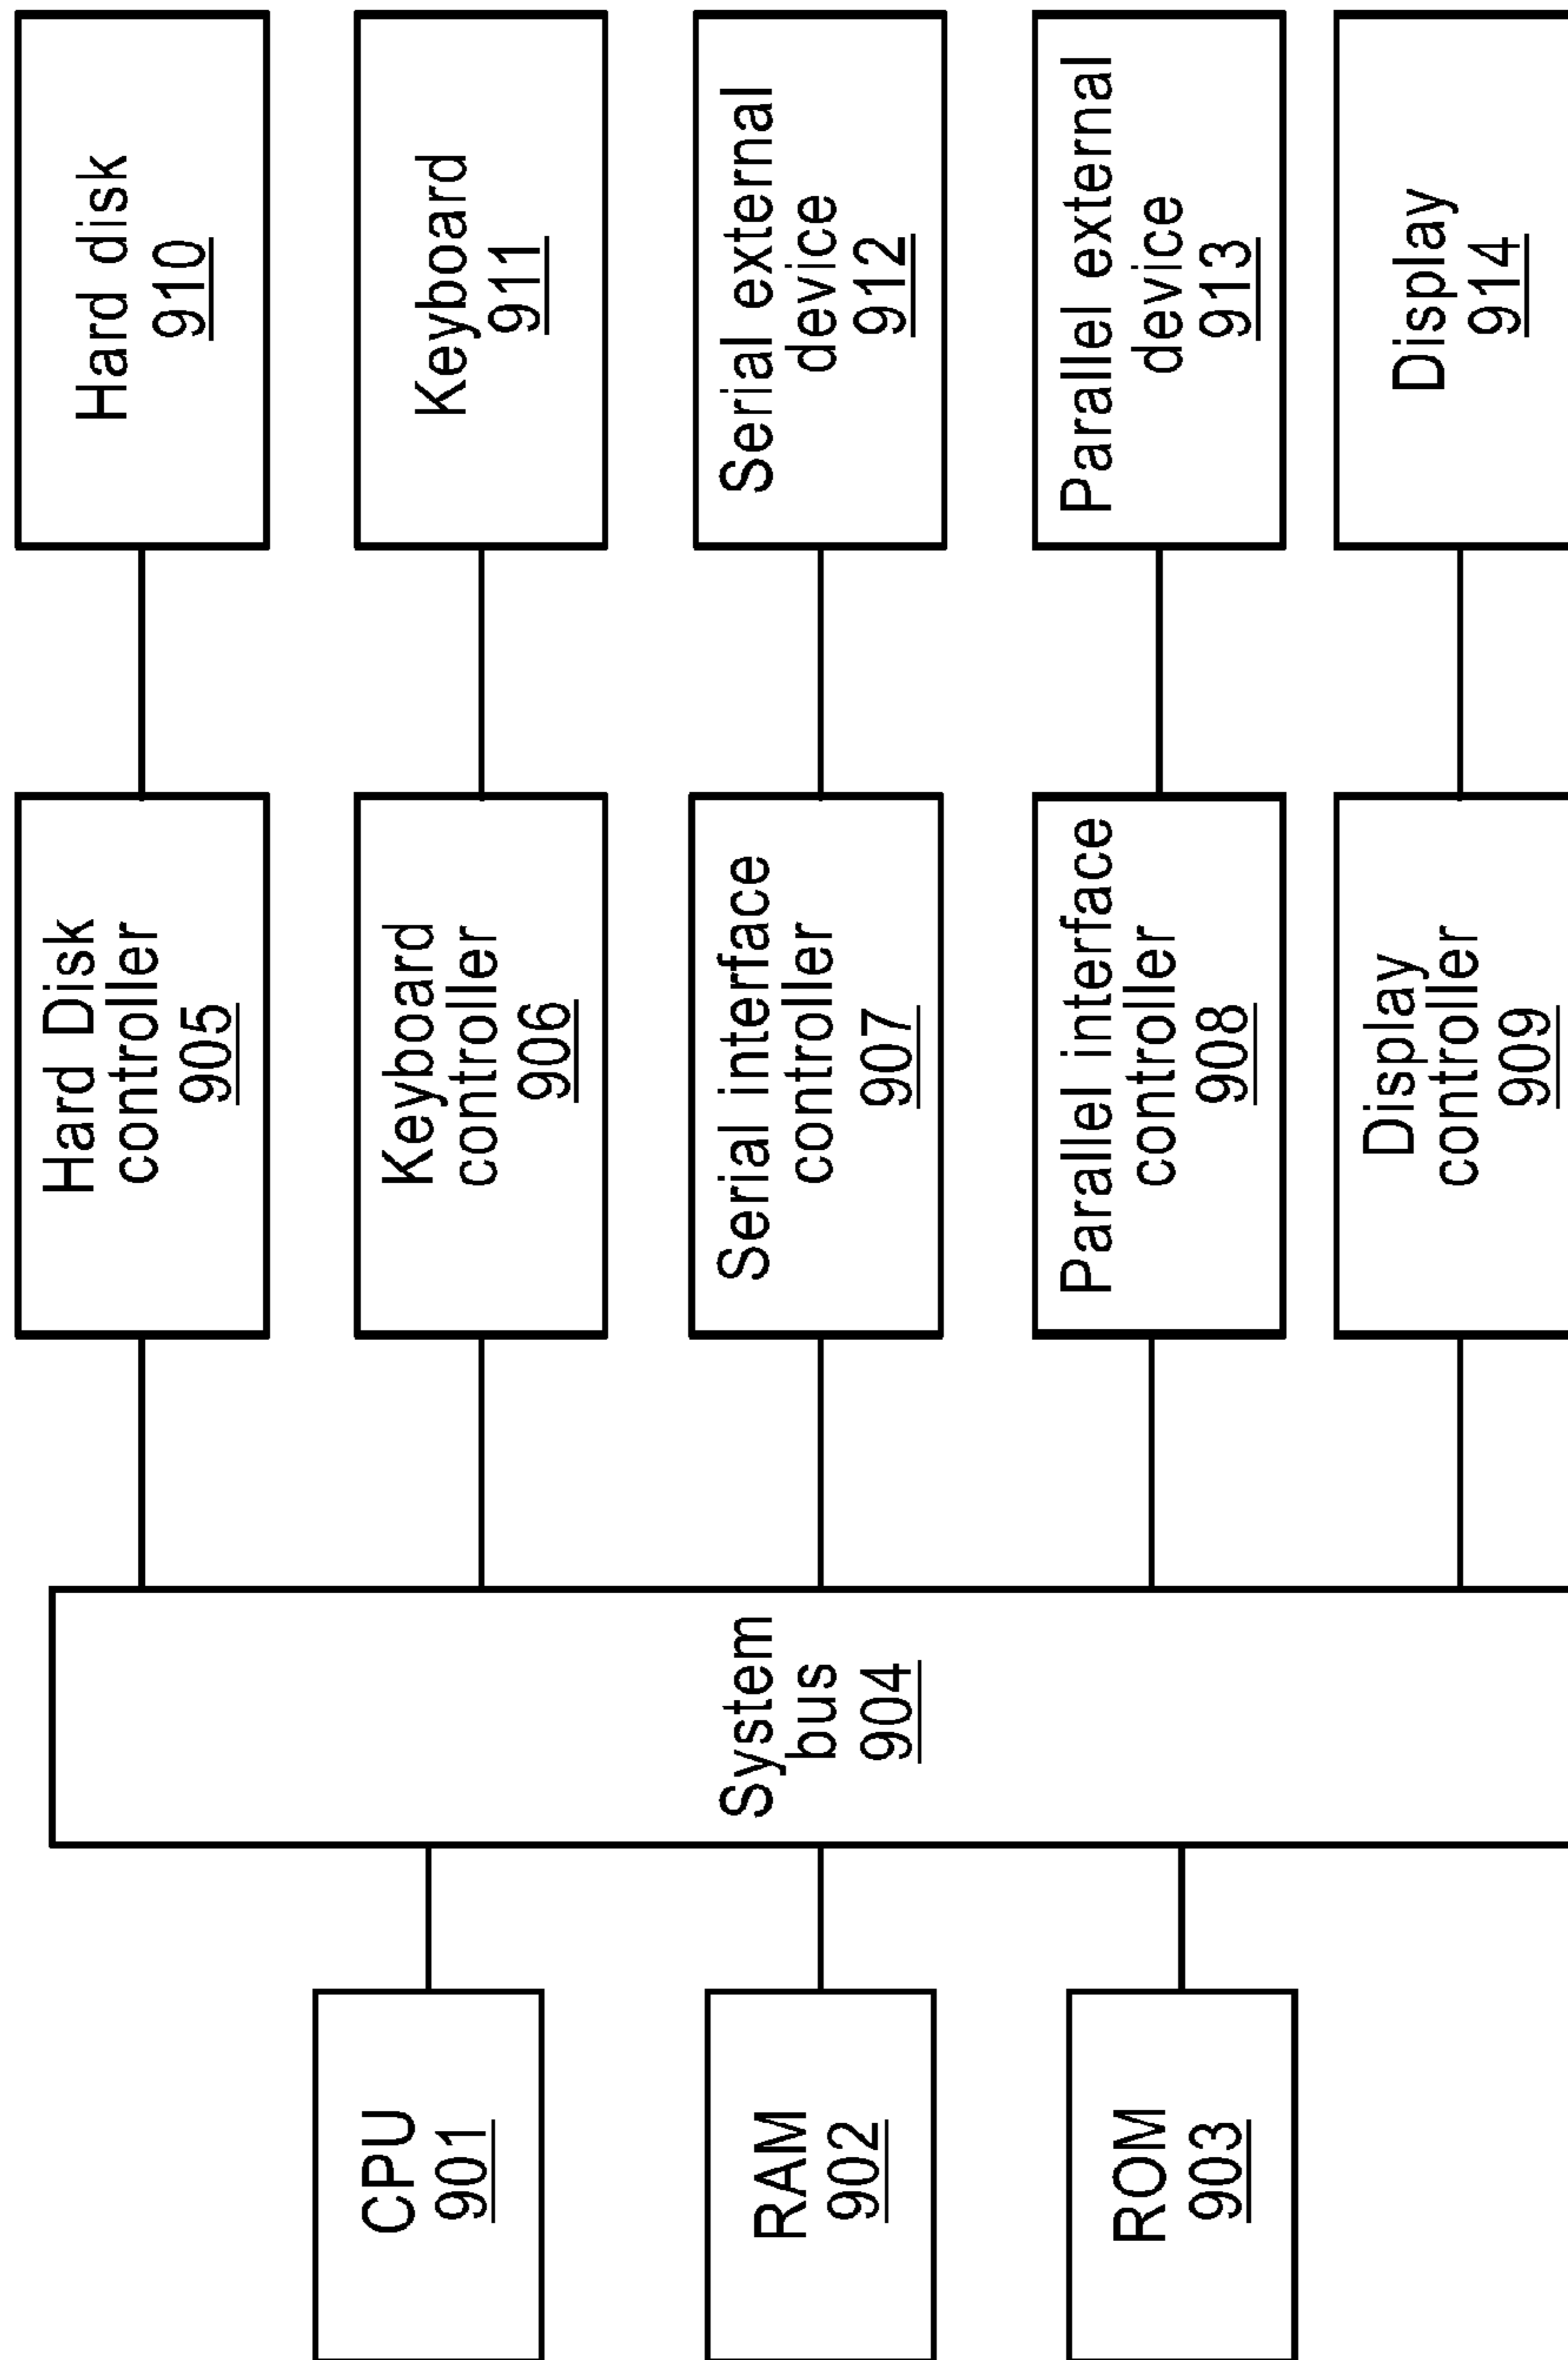 CPU
901
RAM
902
ROM
903
System
bus
904
Hard Disk
controller
905
Keyboard
controller
906
Serial interface
controller
907
Parallel interface
controller
908
Display
controller
909
Hard disk
910
Keyboard
911
Serial external
device
912
Parallel external
device
913
Display
914